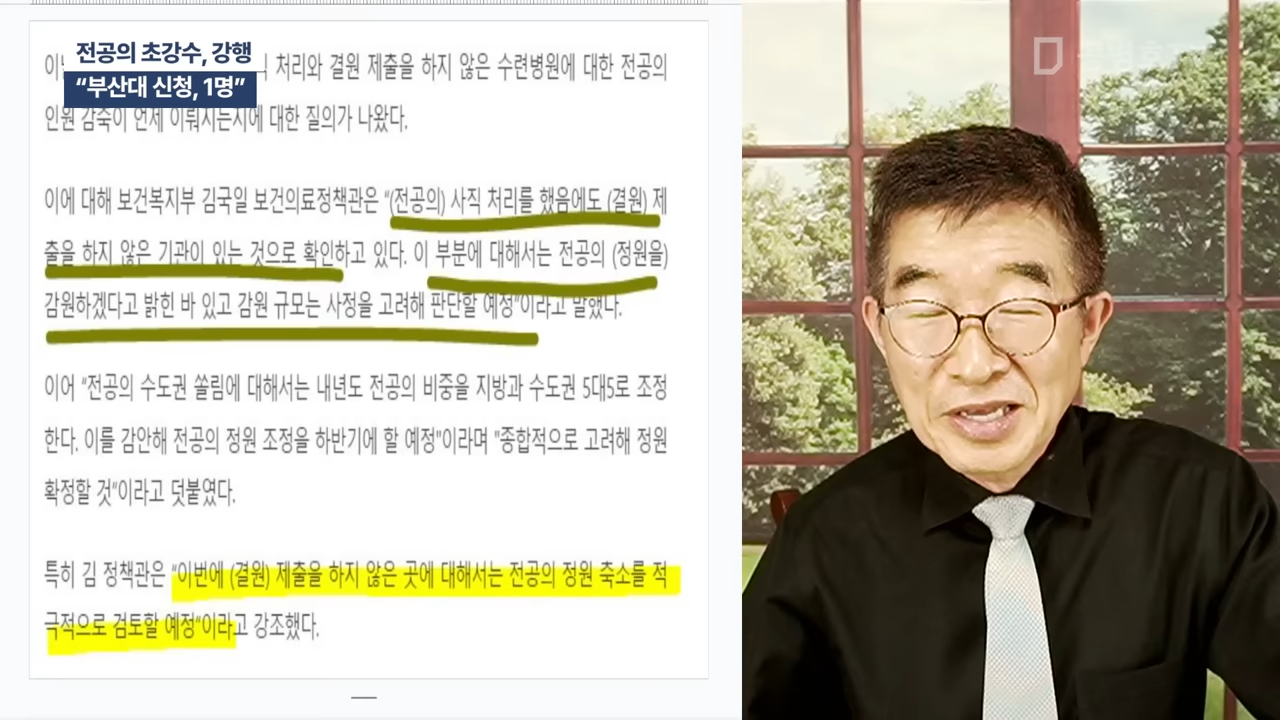 전공의 초강수, 강행
“부산대 신청, 1명”
처리와 결원 제출을 하지 않은 수련병원에 대한 전공의
인원 감축이 언제 이뤄지는지에 대한 질의가 나왔다.
이에 대해 보건복지부 김국일 보건의료정책관은 “(전공의) 사직 처리를 했음에도 (결원) 제
출을 하지 않은 기관이 있는 것으로 확인하고 있다. 이 부분에 대해서는 전공의 (정원을)
감원하겠다고 밝힌 바 있고 감원 규모는 사정을 고려해 판단할 예정”이라고 말했다.
이어 “전공의 수도권 쏠림에 대해서는 내년도 전공의 비중을 지방과 수도권 5대5로 조정
한다. 이를 감안해 전공의 정원 조정을 하반기에 할 예정"이라며 "종합적으로 고려해 정원
확정할 것”이라고 덧붙였다.
특히 김 정책관은 “이번에 (결원) 제출을 하지 않은 곳에 대해서는 전공의 정원 축소를 적
극적으로 검토할 예정”이라고 강조했다.